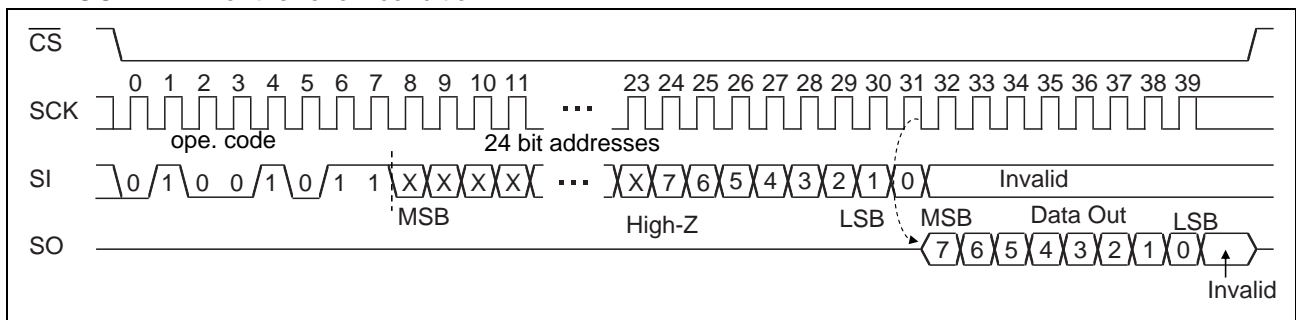 CS
0 1 2 3 4 5 6 7 8 9 10 11 23 24 25 26 27 28 29 30 31 32 33 34 35 36 37 38 39
SCK ...
ope. code 24 bit addresses
SI 0 1 0 0 1 0 1 1 X X X X ... X 7 6 5 4 3 2 1 0 Invalid
MSB High-Z LSB MSB Data Out LSB
SO 7 6 5 4 3 2 1 0
Invalid